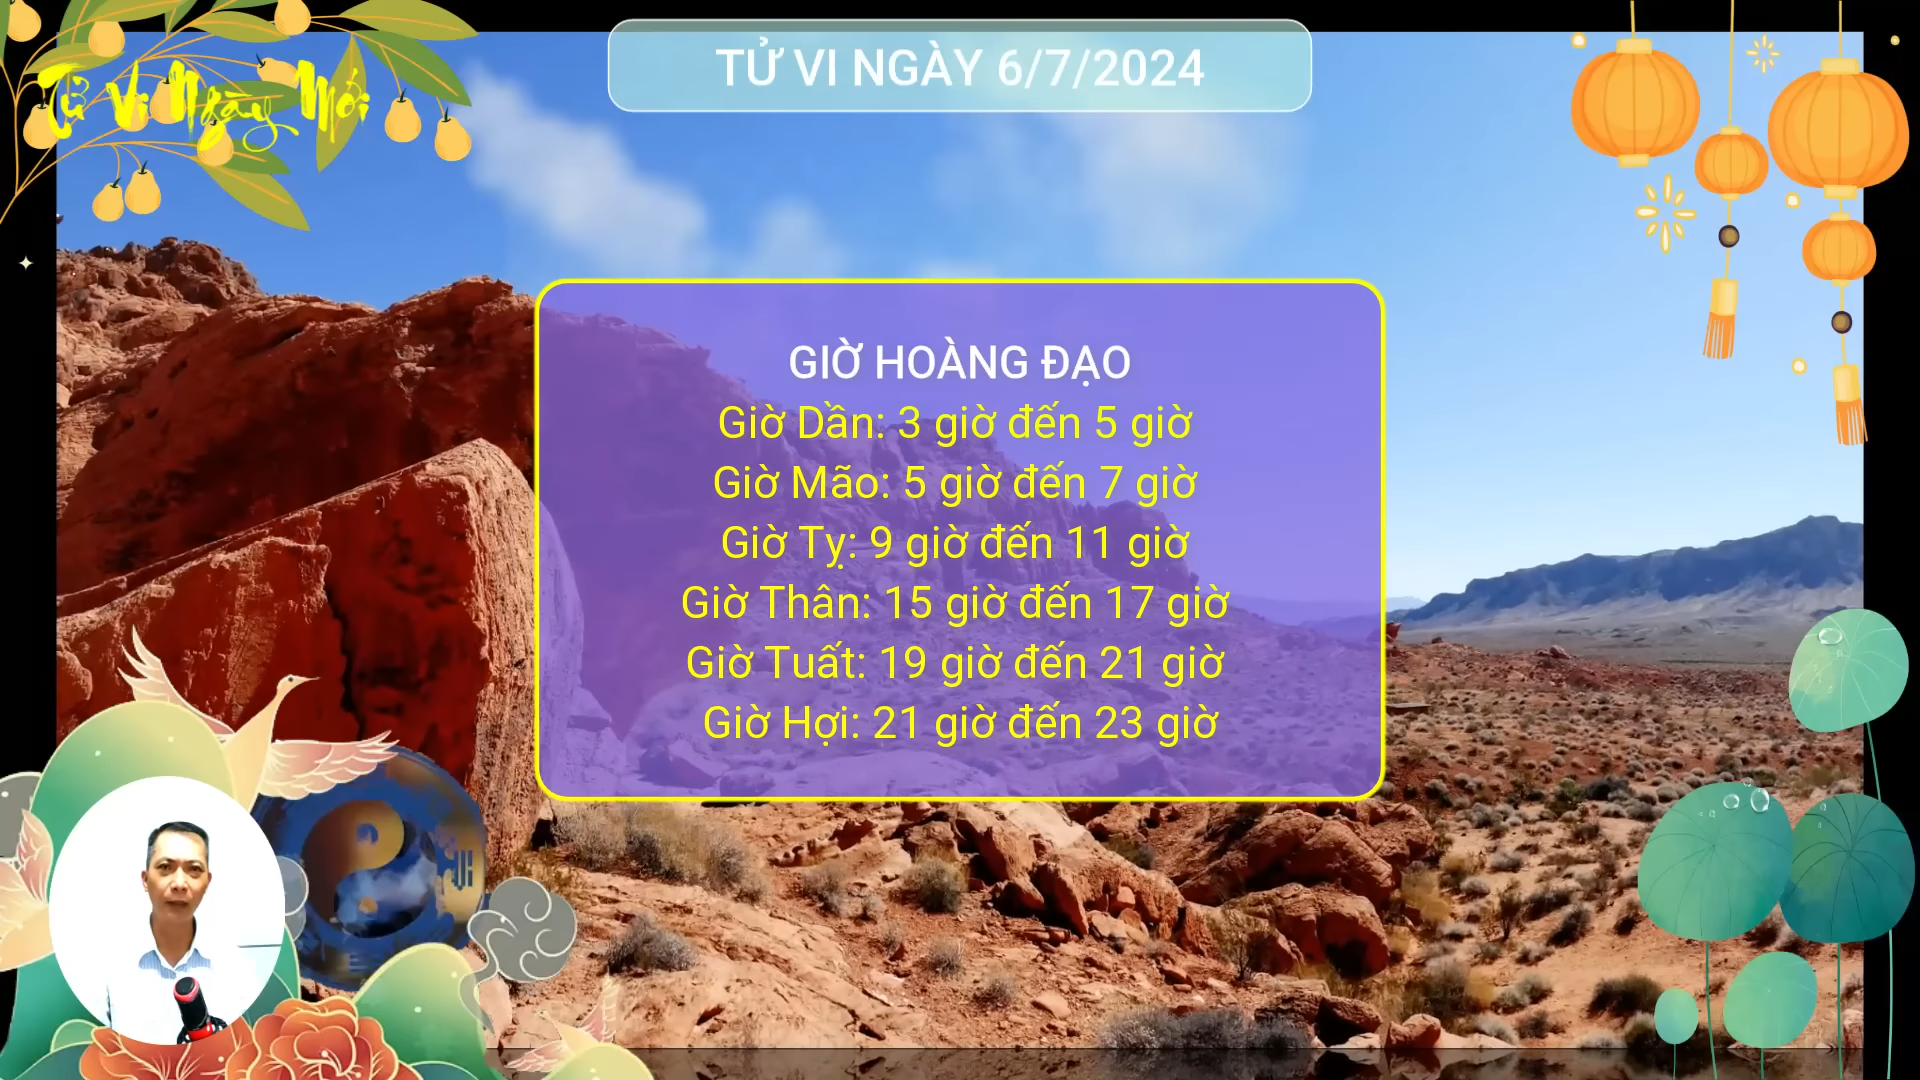 Tử Vi Ngày Mới
TỬ VI NGÀY 6/7/2024
GIỜ HOÀNG ĐẠO
Giờ Dần: 3 giờ đến 5 giờ
Giờ Mão: 5 giờ đến 7 giờ
Giờ Tỵ: 9 giờ đến 11 giờ
Giờ Thân: 15 giờ đến 17 giờ
Giờ Tuất: 19 giờ đến 21 giờ
Giờ Hợi: 21 giờ đến 23 giờ